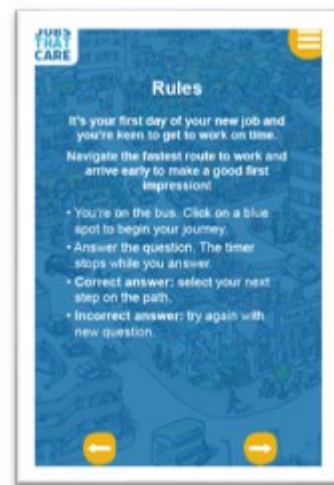 JOBS
THAT
CARE
Rules
It's your first day of your new job and
you're keen to get to work on time.
Navigate the fastest route to work and
arrive early to make a good first
impression!
• You're on the bus. Click on a blue
spot to begin your journey.
• Answer the question. The timer
stops while you answer.
• Correct answer: select your next
step on the path.
• Incorrect answer: try again with
new question.